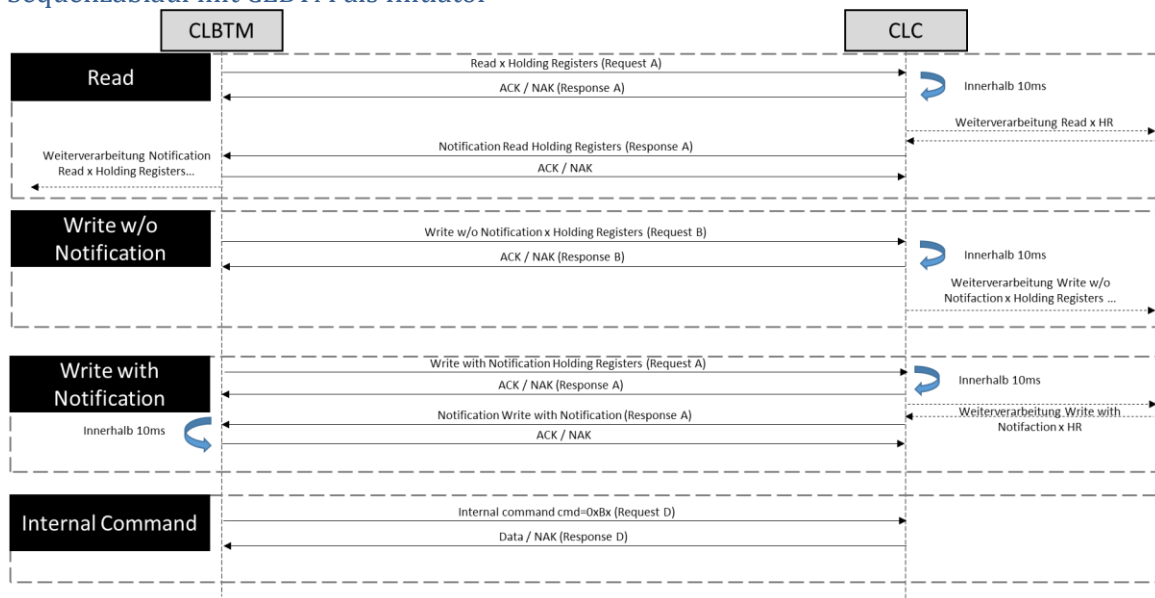 Sequenzablauf mit CLBTM als Initiator
CLBTM
CLC
Read
Read x Holding Registers (Request A)
ACK / NAK (Response A)
Innerhalb 10ms
Weiterverarbeitung Read x HR
Notification Read Holding Registers (Response A)
Weiterverarbeitung Notification
Read x Holding Registers...
ACK / NAK
Write w/o
Notification
Write w/o Notification x Holding Registers (Request B)
ACK / NAK (Response B)
Innerhalb 10ms
Weiterverarbeitung Write w/o
Notifaction x Holding Registers ...
Write with
Notification
Write with Notification Holding Registers (Request A)
ACK / NAK (Response A)
Innerhalb 10ms
Notification Write with Notification (Response A)
Weiterverarbeitung Write with
Notifaction x HR
Innerhalb 10ms
ACK / NAK
Internal Command
Internal command cmd=0xBx (Request D)
Data / NAK (Response D)